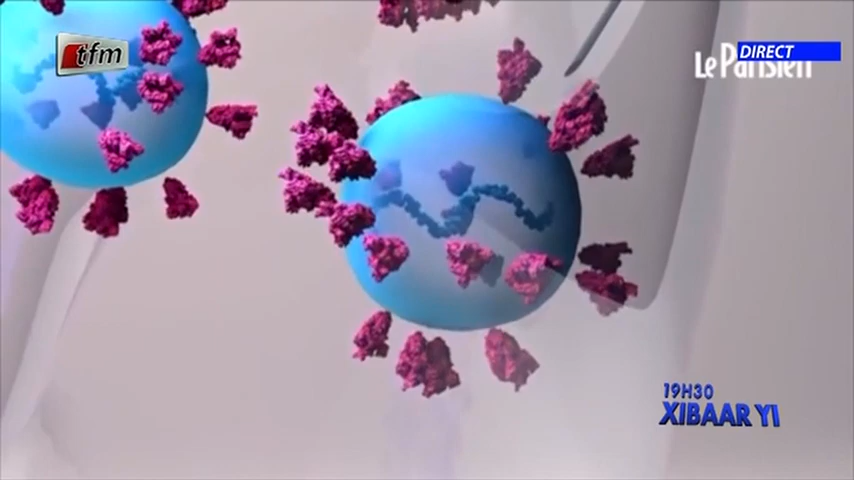 tfm
DIRECT
Le Parisien
19H30
XIBAAR YI